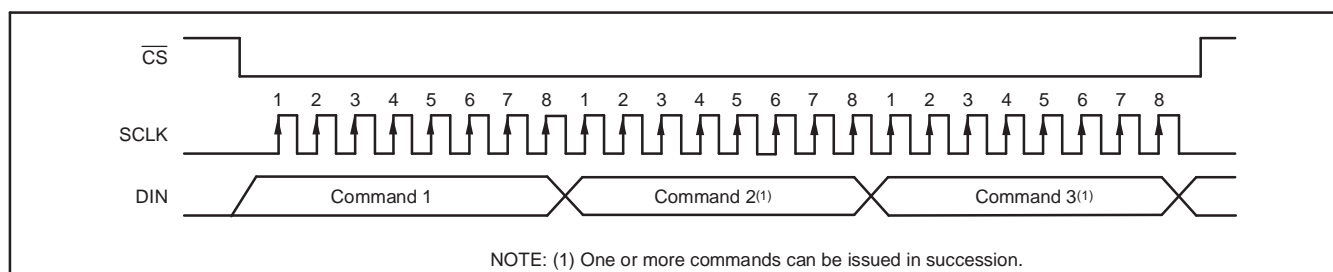 CS
1 2 3 4 5 6 7 8 1 2 3 4 5 6 7 8 1 2 3 4 5 6 7 8
SCLK
DIN Command 1 Command 2(1) Command 3(1)
NOTE: (1) One or more commands can be issued in succession.